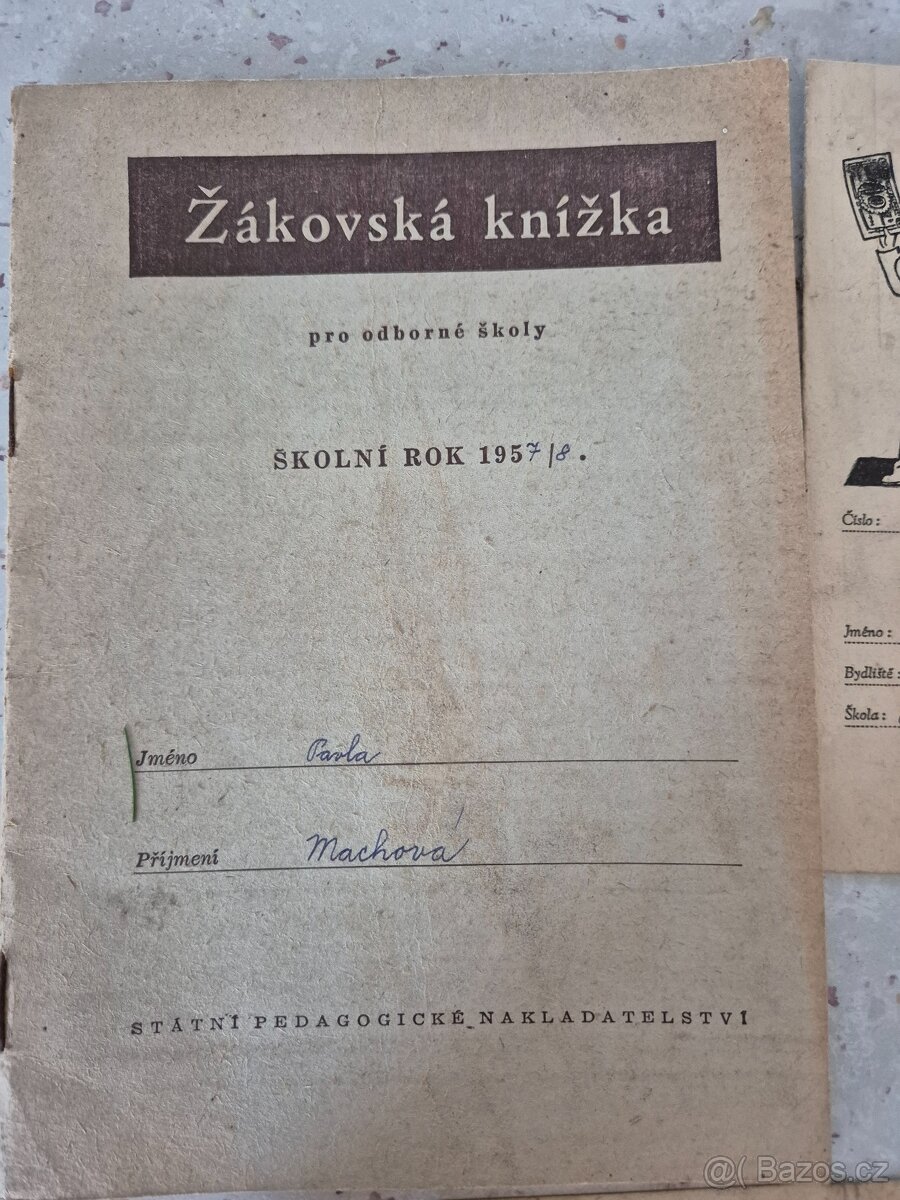 Žákovská knížka
pro odborné školy
ŠKOLNÍ ROK 1957/8.
Jméno Pavla
Příjmení Machová
STÁTNÍ PEDAGOGICKÉ NAKLADATELSTVÍ
Číslo:
Jméno:
Bydliště:
Škola:
@( Bazos.cz